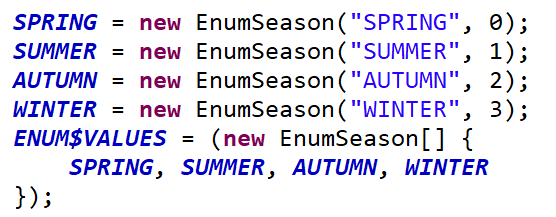 SPRING = new EnumSeason("SPRING", 0);
SUMMER = new EnumSeason("SUMMER", 1);
AUTUMN = new EnumSeason("AUTUMN", 2);
WINTER = new EnumSeason("WINTER", 3);
ENUM$VALUES = (new EnumSeason[] {
    SPRING, SUMMER, AUTUMN, WINTER
});